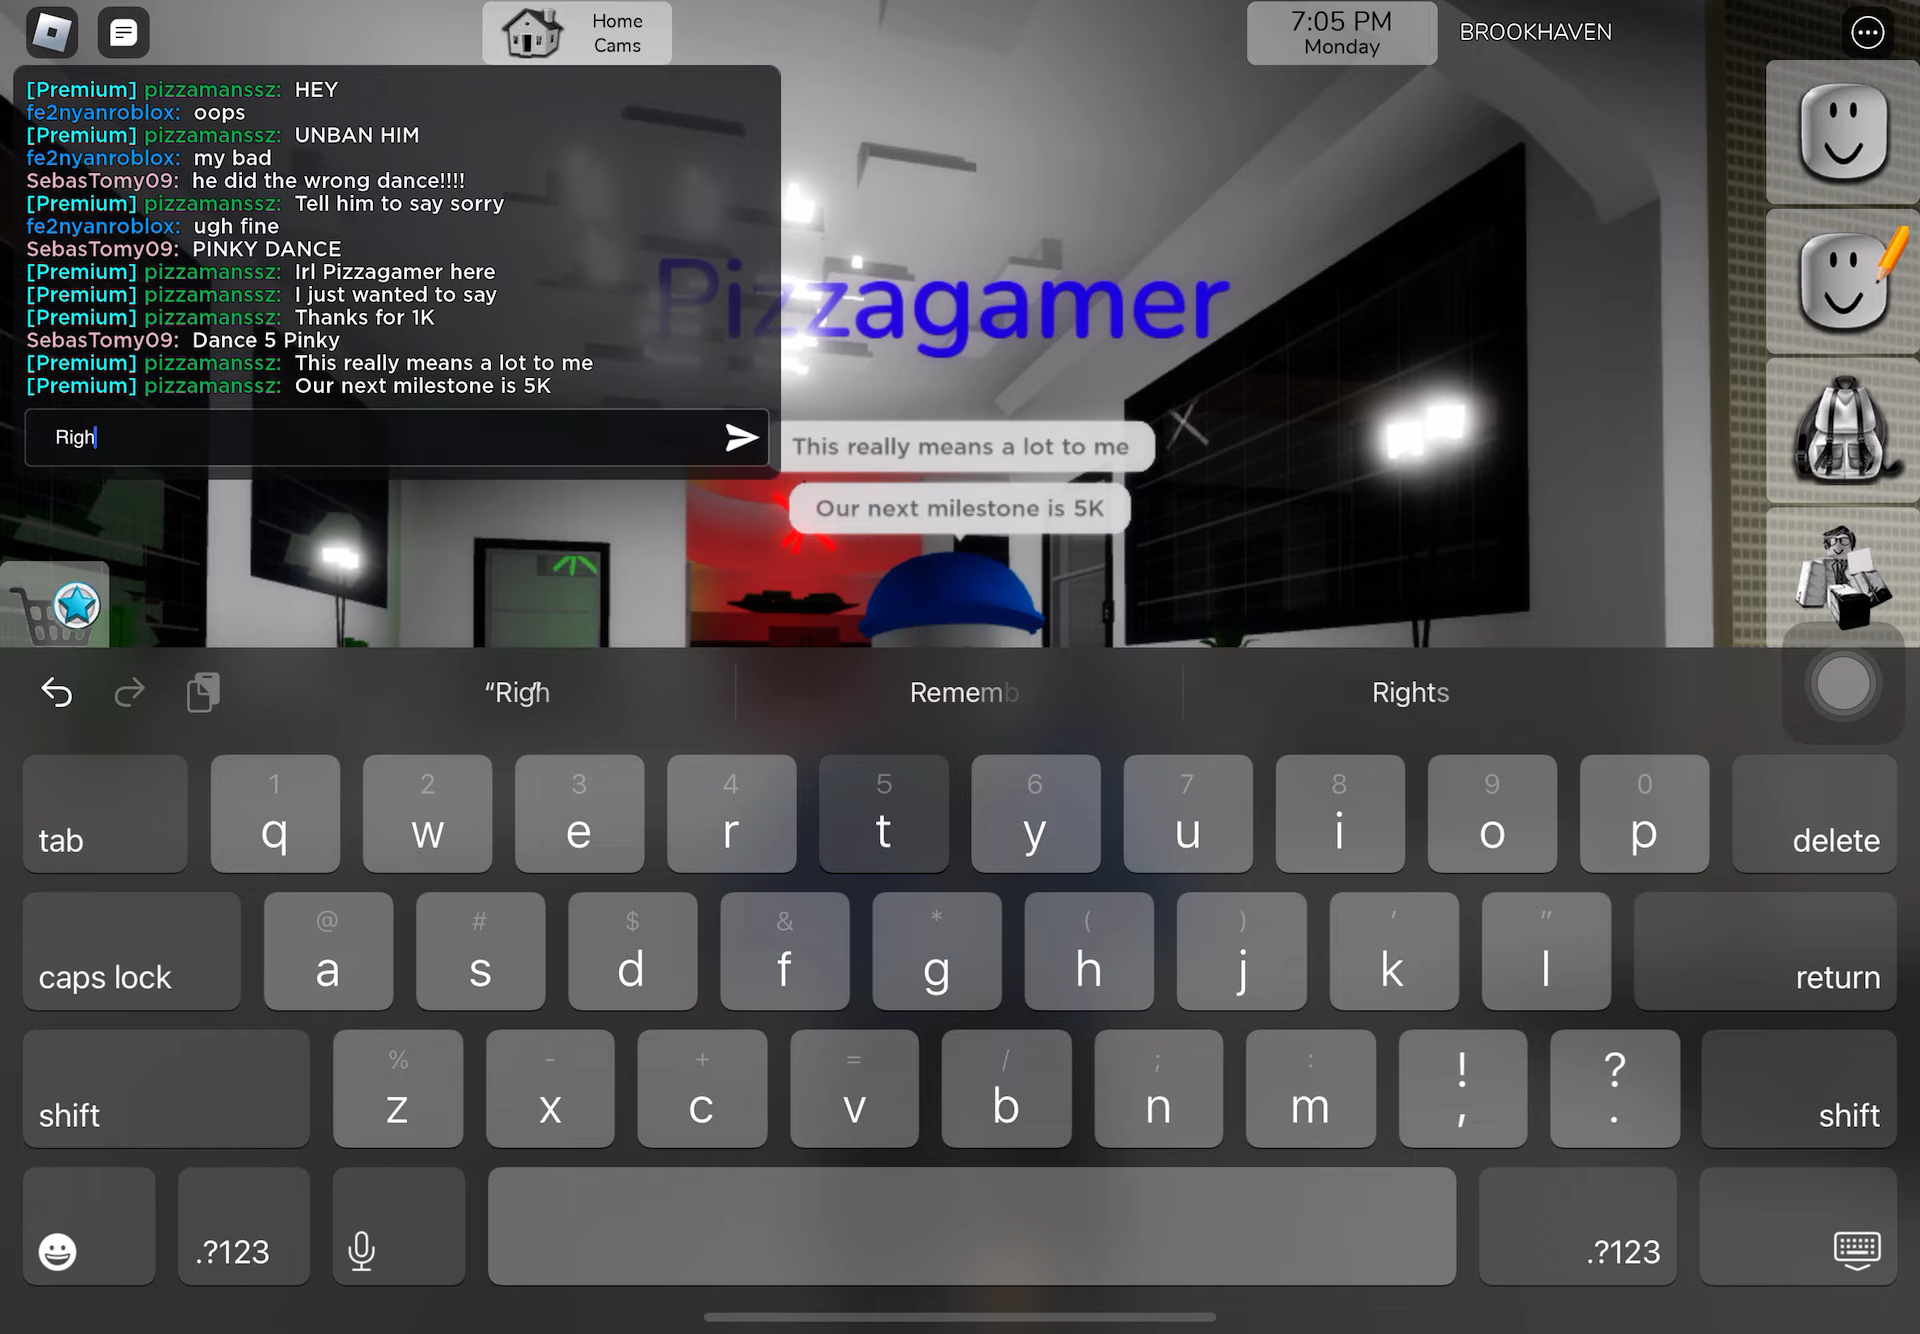 Home
Cams
7:05 PM
Monday
BROOKHAVEN
[Premium] pizzamanssz: HEY
fe2nyanroblox: oops
[Premium] pizzamanssz: UNBAN HIM
fe2nyanroblox: my bad
SebasTomy09: he did the wrong dance!!!!
[Premium] pizzamanssz: Tell him to say sorry
fe2nyanroblox: ugh fine
SebasTomy09: PINKY DANCE
[Premium] pizzamanssz: Irl Pizzagamer here
[Premium] pizzamanssz: I just wanted to say
[Premium] pizzamanssz: Thanks for 1K
SebasTomy09: Dance 5 Pinky
[Premium] pizzamanssz: This really means a lot to me
[Premium] pizzamanssz: Our next milestone is 5K
Righ
Pizzagamer
This really means a lot to me
Our next milestone is 5K
“Righ” Rememb Rights
1 2 3 4 5 6 7 8 9 0
tab q w e r t y u i o p delete
@ # $ & * ( ) ' "
caps lock a s d f g h j k l return
% - + = / ; : ! ?
shift z x c v b n m , . shift
.?123 .?123